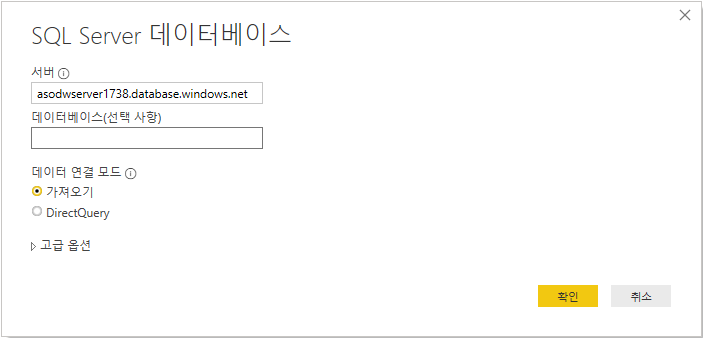 SQL Server 데이터베이스
서버
asodwserver1738.database.windows.net
데이터베이스(선택 사항)
데이터 연결 모드
가져오기
DirectQuery
고급 옵션
확인 취소